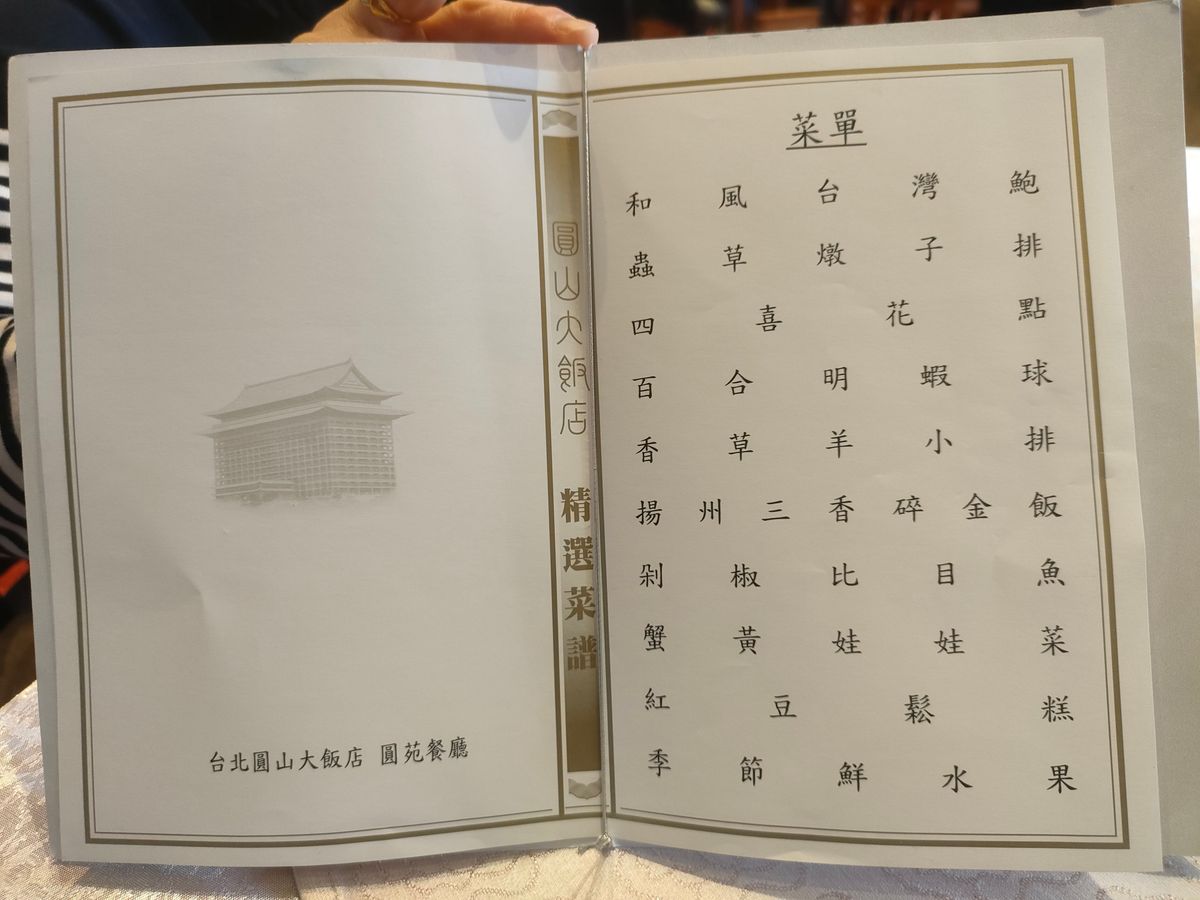 台北圓山大飯店 圓苑餐廳
圓山大飯店 精選菜譜
菜單
和風台灣鮑
蟲草燉子排
四喜花點
百合明蝦球
香草羊小排
揚州三香碎金飯
剁椒比目魚
蟹黃娃娃菜
紅豆鬆糕
季節鮮水果